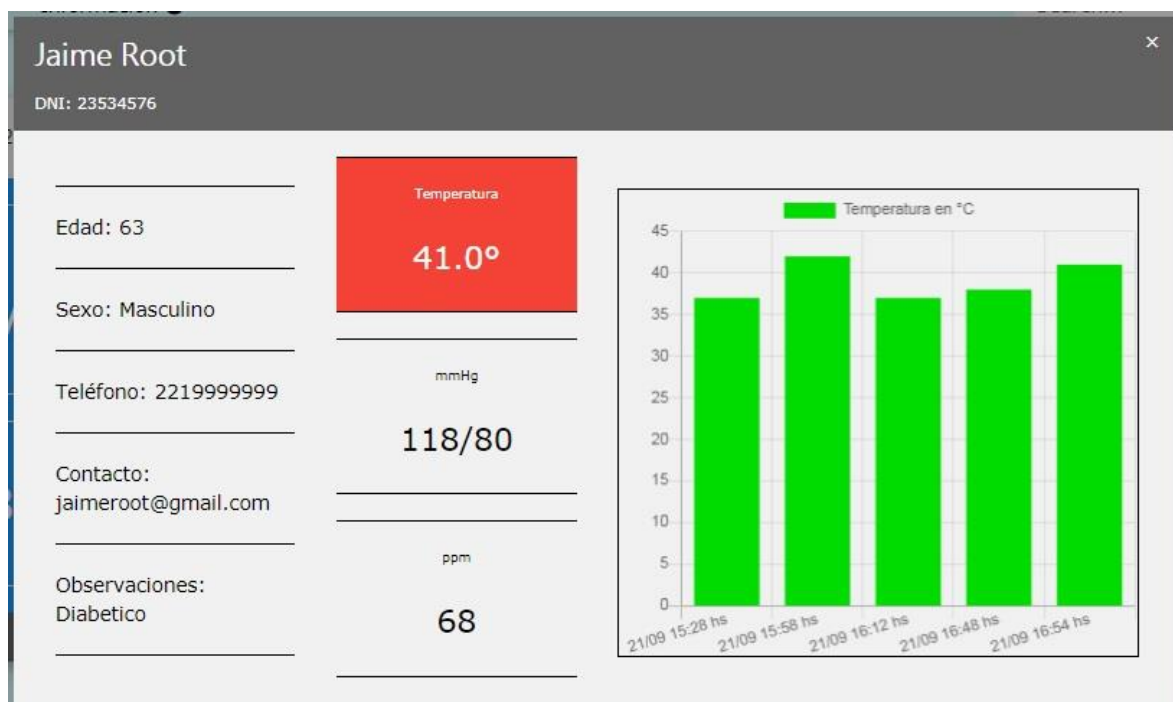 Jaime Root
×
DNI: 23534576
Edad: 63
Sexo: Masculino
Teléfono: 2219999999
Contacto:
jaimeroot@gmail.com
Observaciones:
Diabetico
Temperatura
41.0°
mmHg
118/80
ppm
68
Temperatura en °C
45
40
35
30
25
20
15
10
5
0
21/09 15:28 hs
21/09 15:58 hs
21/09 16:12 hs
21/09 16:48 hs
21/09 16:54 hs